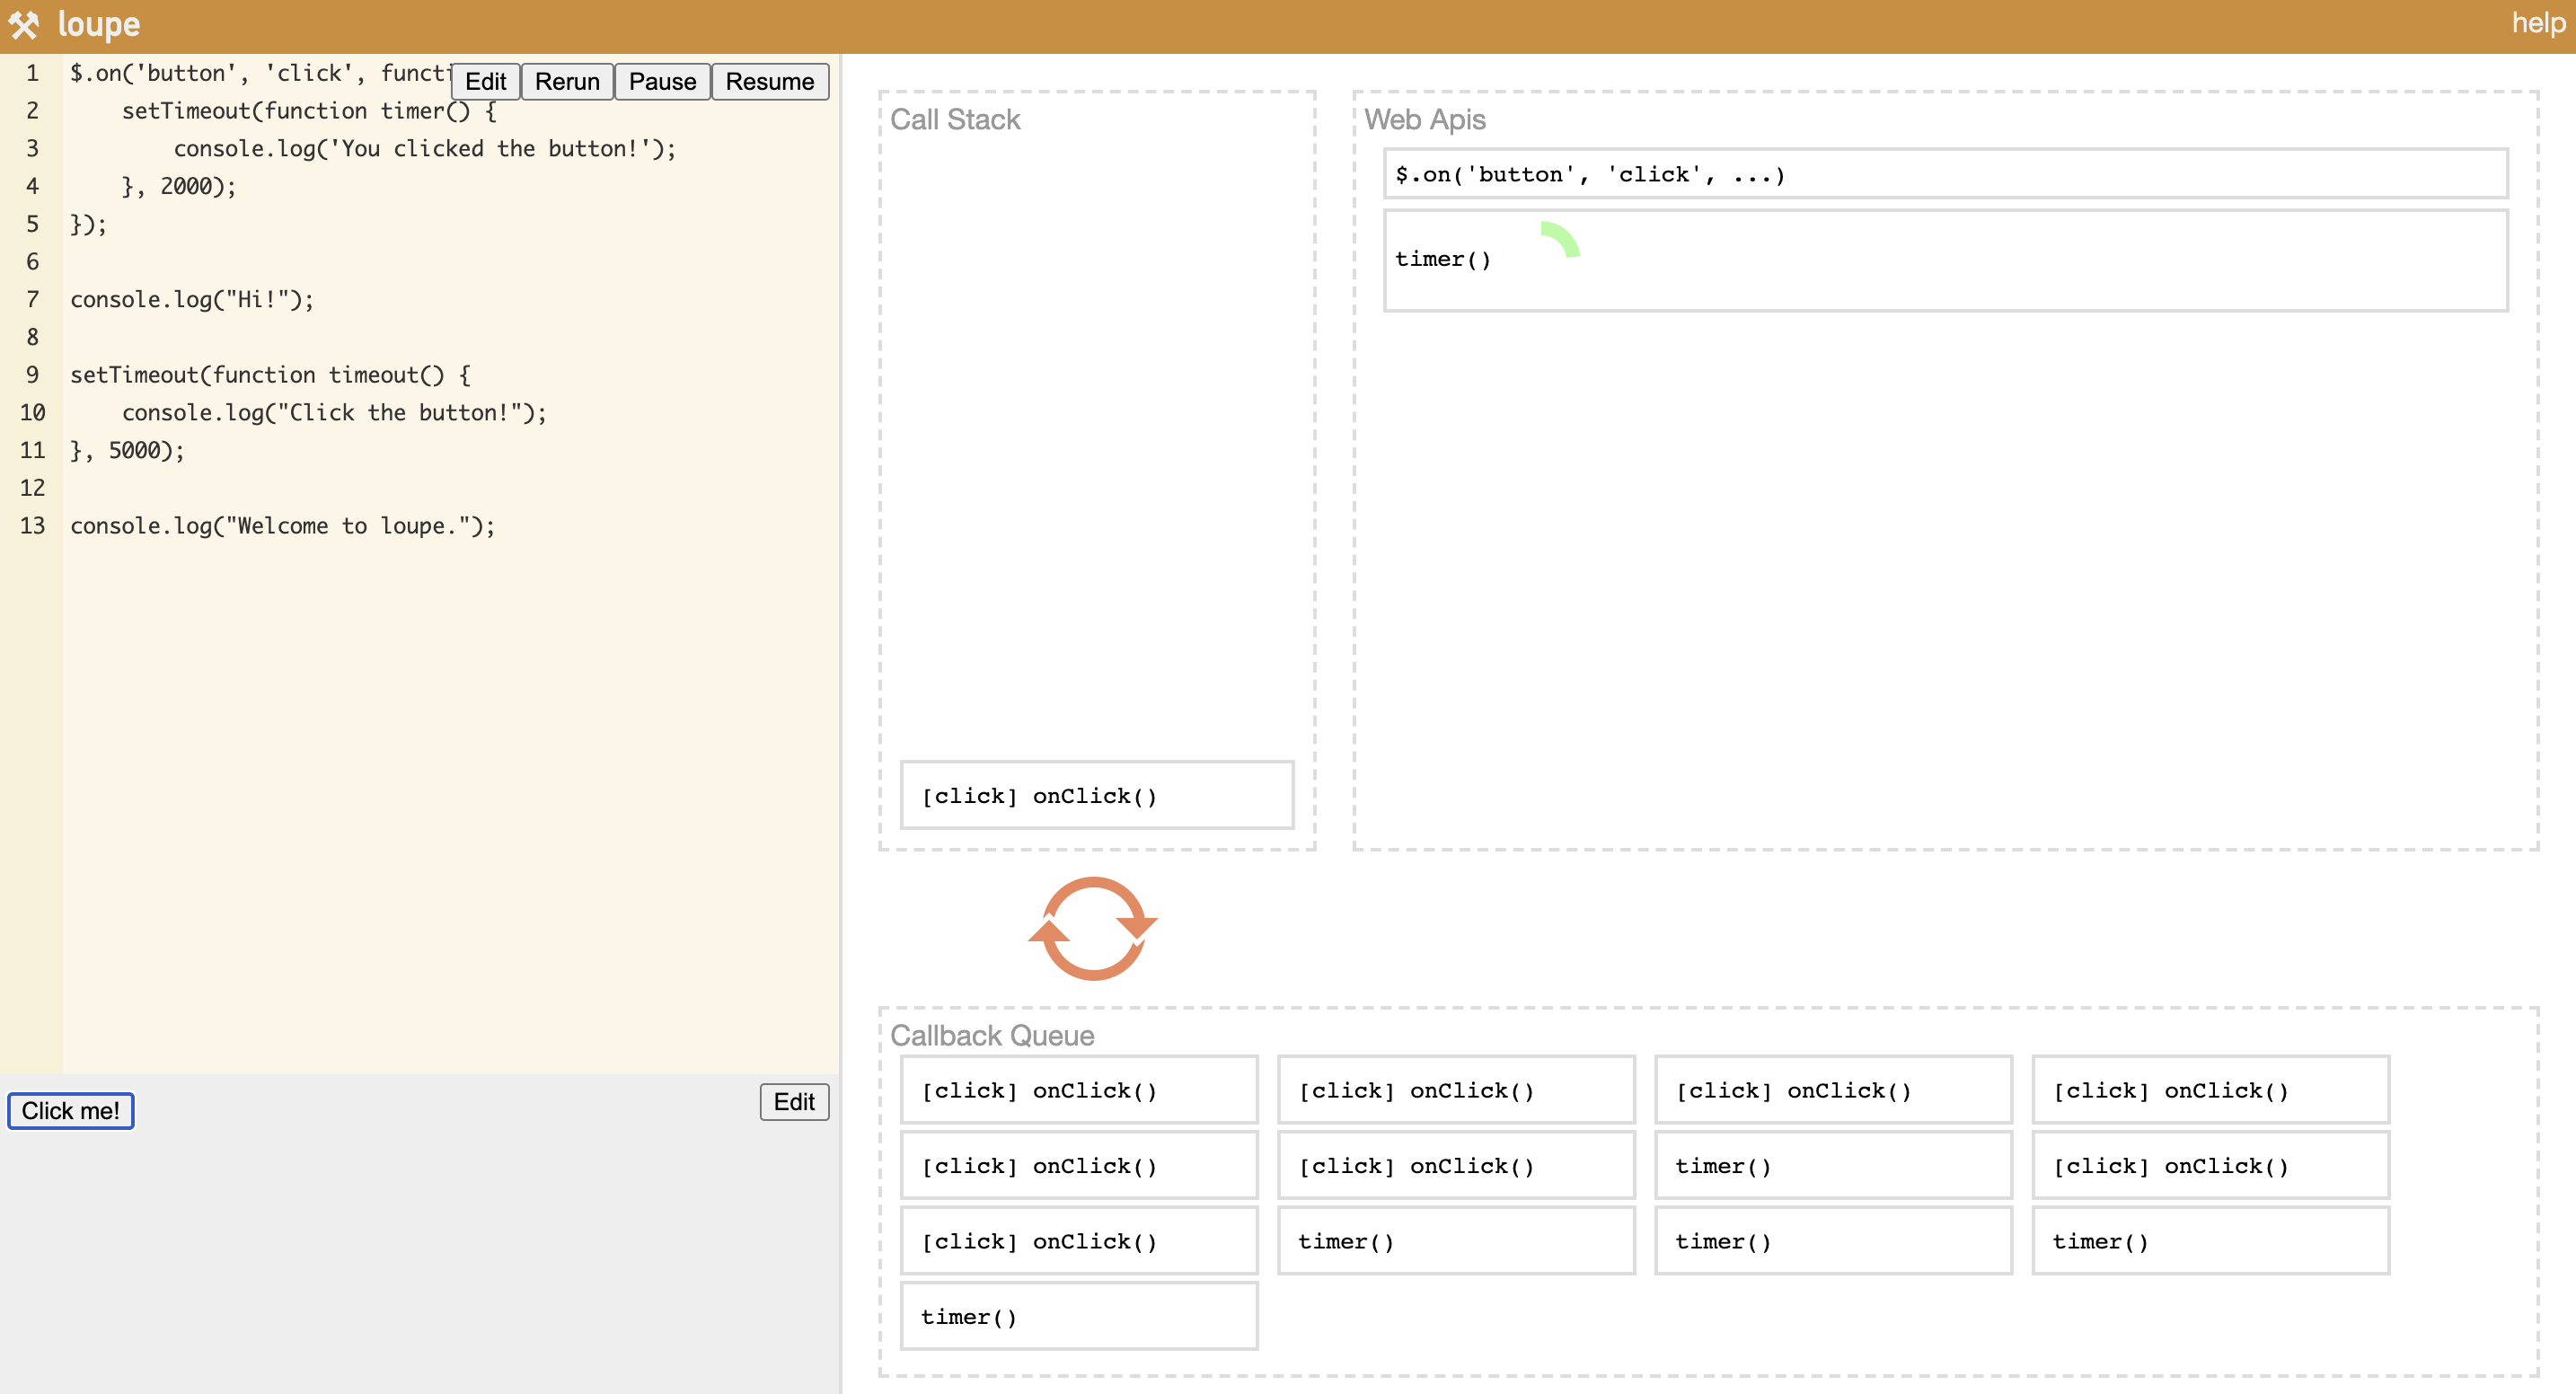 loupe
help
1 $.on('button', 'click', functi
Edit Rerun Pause Resume
2     setTimeout(function timer() {
3         console.log('You clicked the button!');
4     }, 2000);
5 });
6
7 console.log("Hi!");
8
9 setTimeout(function timeout() {
10     console.log("Click the button!");
11 }, 5000);
12
13 console.log("Welcome to loupe.");
Click me!
Edit
Call Stack
[click] onClick()
Web Apis
$.on('button', 'click', ...)
timer()
Callback Queue
[click] onClick() [click] onClick() [click] onClick() [click] onClick()
[click] onClick() [click] onClick() timer() [click] onClick()
[click] onClick() timer() timer() timer()
timer()